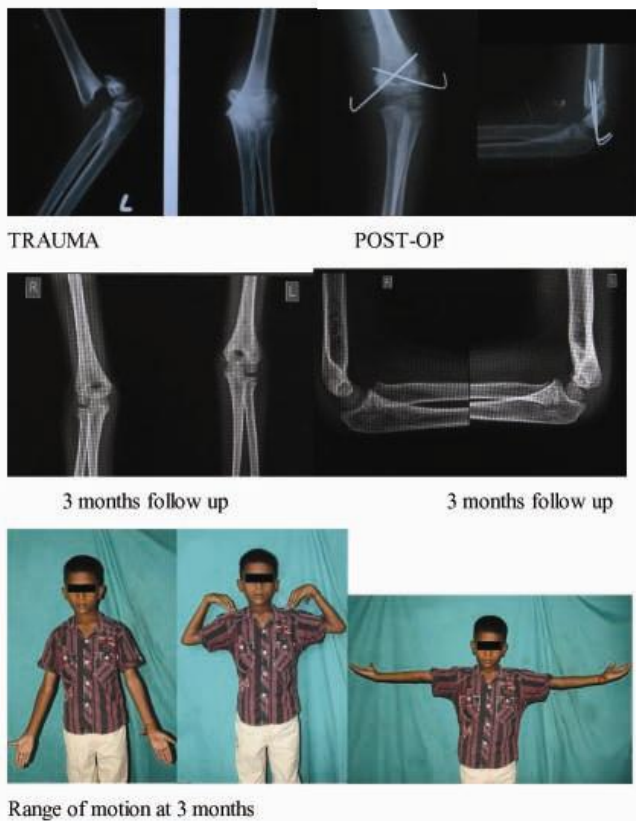 L
TRAUMA
POST-OP
R
L
R
3 months follow up
3 months follow up
Range of motion at 3 months